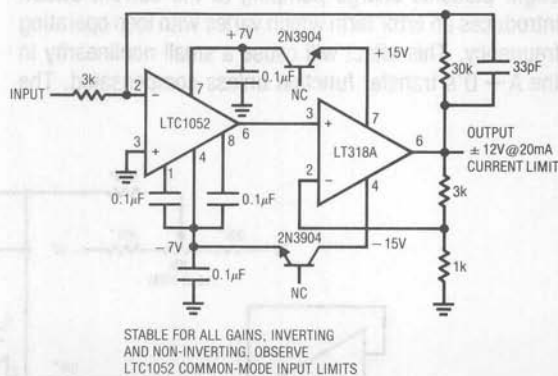 +7V
2N3904
+15V
0.1µF
NC
30k
33pF
3k
INPUT
2
7
LTC1052
6
3
8
1
4
3
7
LT318A
6
2
4
OUTPUT
± 12V@20mA
CURRENT LIMIT
3k
0.1µF
0.1µF
2N3904
−7V
−15V
0.1µF
NC
1k
STABLE FOR ALL GAINS, INVERTING
AND NON-INVERTING. OBSERVE
LTC1052 COMMON-MODE INPUT LIMITS